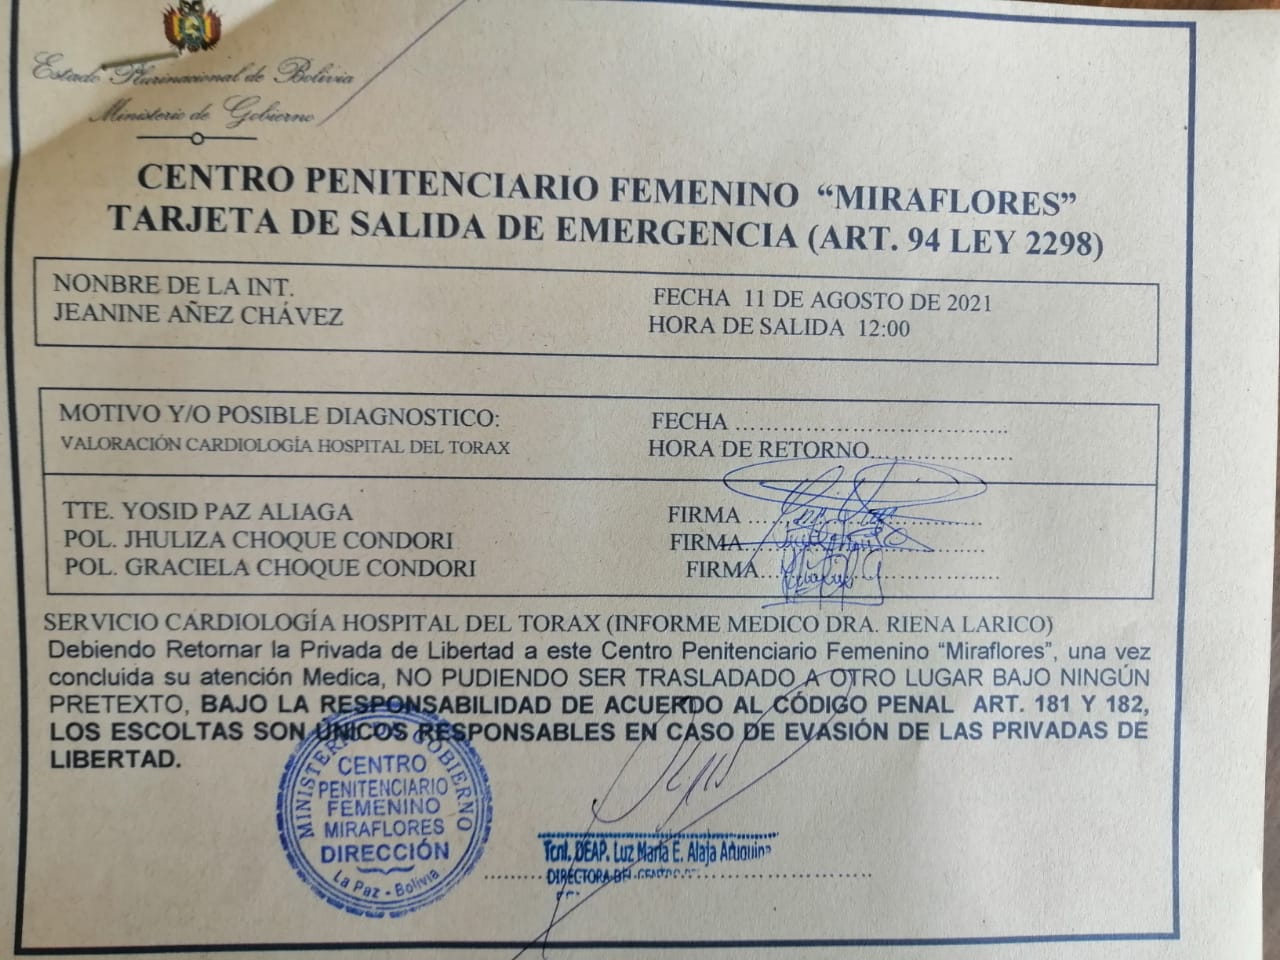 Estado Plurinacional de Bolivia
Ministerio de Gobierno
CENTRO PENITENCIARIO FEMENINO “MIRAFLORES”
TARJETA DE SALIDA DE EMERGENCIA (ART. 94 LEY 2298)
NONBRE DE LA INT.
JEANINE AÑEZ CHÁVEZ
FECHA 11 DE AGOSTO DE 2021
HORA DE SALIDA 12:00
MOTIVO Y/O POSIBLE DIAGNOSTICO:
VALORACIÓN CARDIOLOGÍA HOSPITAL DEL TORAX
FECHA ........................................
HORA DE RETORNO.....................
TTE. YOSID PAZ ALIAGA
POL. JHULIZA CHOQUE CONDORI
POL. GRACIELA CHOQUE CONDORI
FIRMA ...................................
FIRMA...................................
FIRMA...................................
SERVICIO CARDIOLOGÍA HOSPITAL DEL TORAX (INFORME MEDICO DRA. RIENA LARICO)
Debiendo Retornar la Privada de Libertad a este Centro Penitenciario Femenino “Miraflores”, una vez
concluida su atención Medica, NO PUDIENDO SER TRASLADADO A OTRO LUGAR BAJO NINGÚN
PRETEXTO, BAJO LA RESPONSABILIDAD DE ACUERDO AL CÓDIGO PENAL ART. 181 Y 182,
LOS ESCOLTAS SON UNICOS RESPONSABLES EN CASO DE EVASIÓN DE LAS PRIVADAS DE
LIBERTAD.
MINISTERIO DE GOBIERNO
CENTRO
PENITENCIARIO
FEMENINO
MIRAFLORES
DIRECCIÓN
La Paz - Bolivia
Tcnl. DEAP. Luz María E. Alaja
DIRECTORA DEL CENTRO